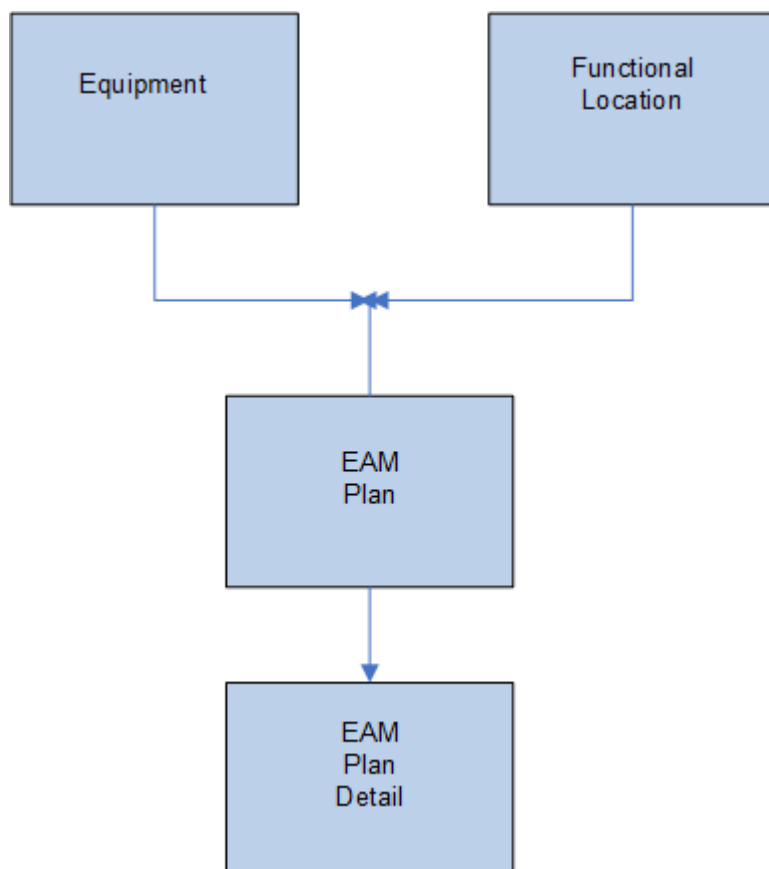 Equipment
Functional
Location
EAM
Plan
EAM
Plan
Detail